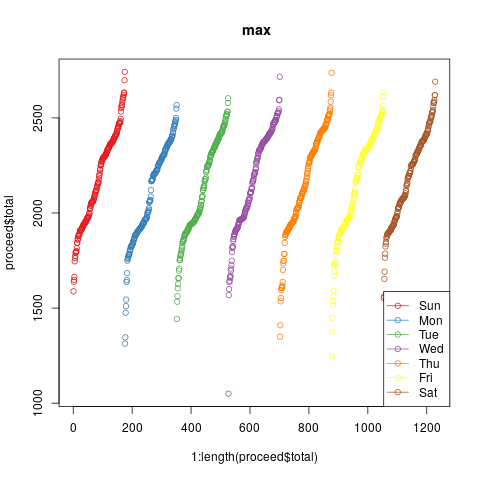 max
proceed$total
2500
2000
1500
1000
0
200
400
600
800
1000
1200
1:length(proceed$total)
Sun
Mon
Tue
Wed
Thu
Fri
Sat